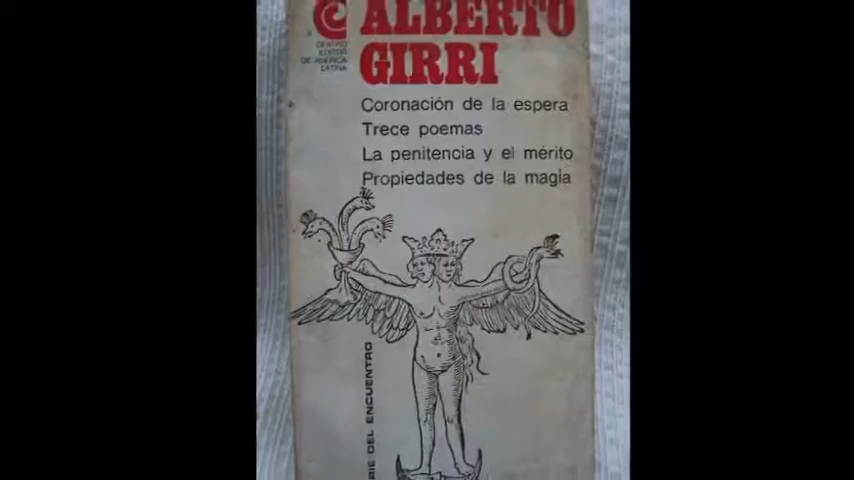 ALBERTO
GIRRI
CENTRO
EDITOR
DE AMERICA
LATINA
Coronación de la espera
Trece poemas
La penitencia y el mérito
Propiedades de la magia
RIE DEL ENCUENTRO